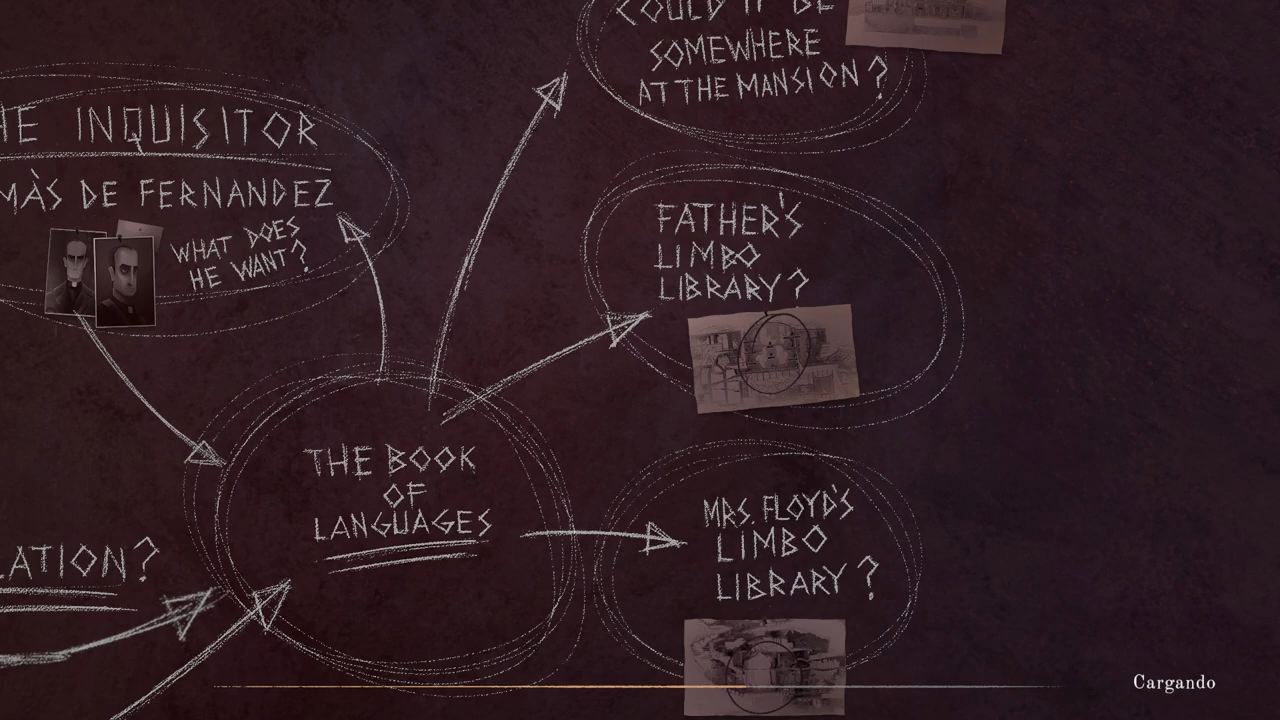 HE INQUISITOR
MÀS DE FERNANDEZ
WHAT DOES
HE WANT?
COULD IT BE
SOMEWHERE
AT THE MANSION?
FATHER'S
LIMBO
LIBRARY?
THE BOOK
OF
LANGUAGES
LATION?
MRS. FLOYD'S
LIMBO
LIBRARY?
Cargando